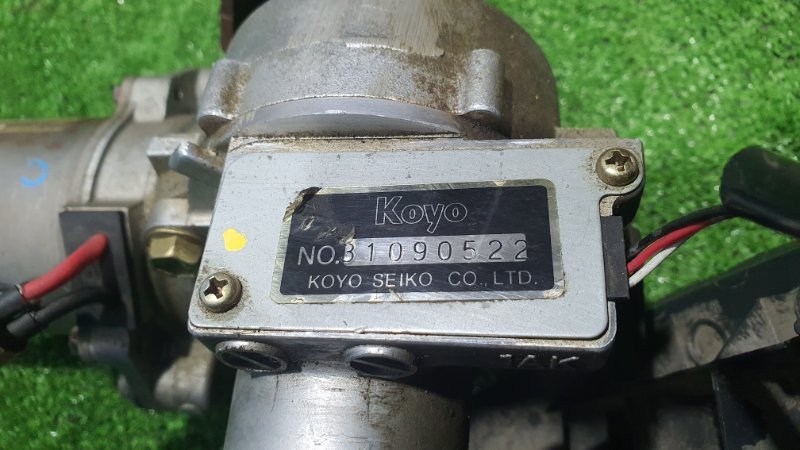 Koyo
NO.31090522
KOYO SEIKO CO., LTD.